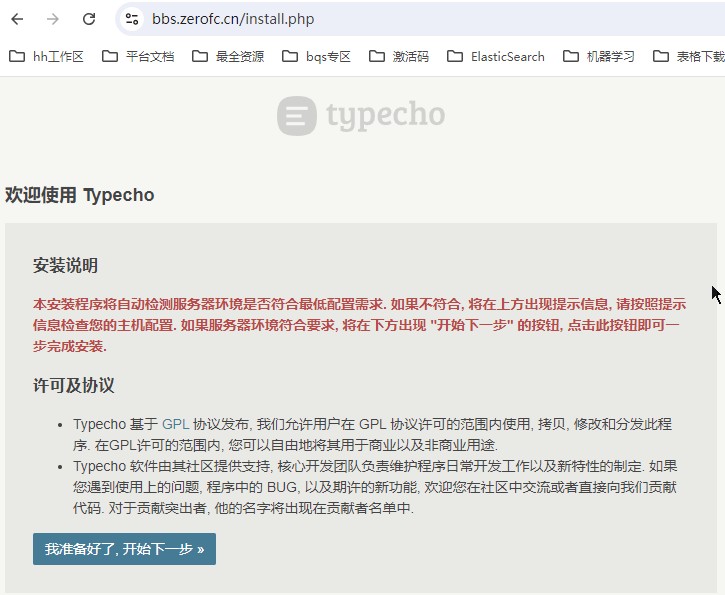 bbs.zerofc.cn/install.php
hh工作区 平台文档 最全资源 bqs专区 激活码 ElasticSearch 机器学习 表格下载
typecho
欢迎使用 Typecho
安装说明
本安装程序将自动检测服务器环境是否符合最低配置需求. 如果不符合, 将在上方出现提示信息, 请按照提示
信息检查您的主机配置. 如果服务器环境符合要求, 将在下方出现 "开始下一步" 的按钮, 点击此按钮即可一
步完成安装.
许可及协议
• Typecho 基于 GPL 协议发布, 我们允许用户在 GPL 协议许可的范围内使用, 拷贝, 修改和分发此程
序. 在GPL许可的范围内, 您可以自由地将其用于商业以及非商业用途.
• Typecho 软件由其社区提供支持, 核心开发团队负责维护程序日常开发工作以及新特性的制定. 如果
您遇到使用上的问题, 程序中的 BUG, 以及期许的新功能, 欢迎您在社区中交流或者直接向我们贡献
代码. 对于贡献突出者, 他的名字将出现在贡献者名单中.
我准备好了, 开始下一步 »